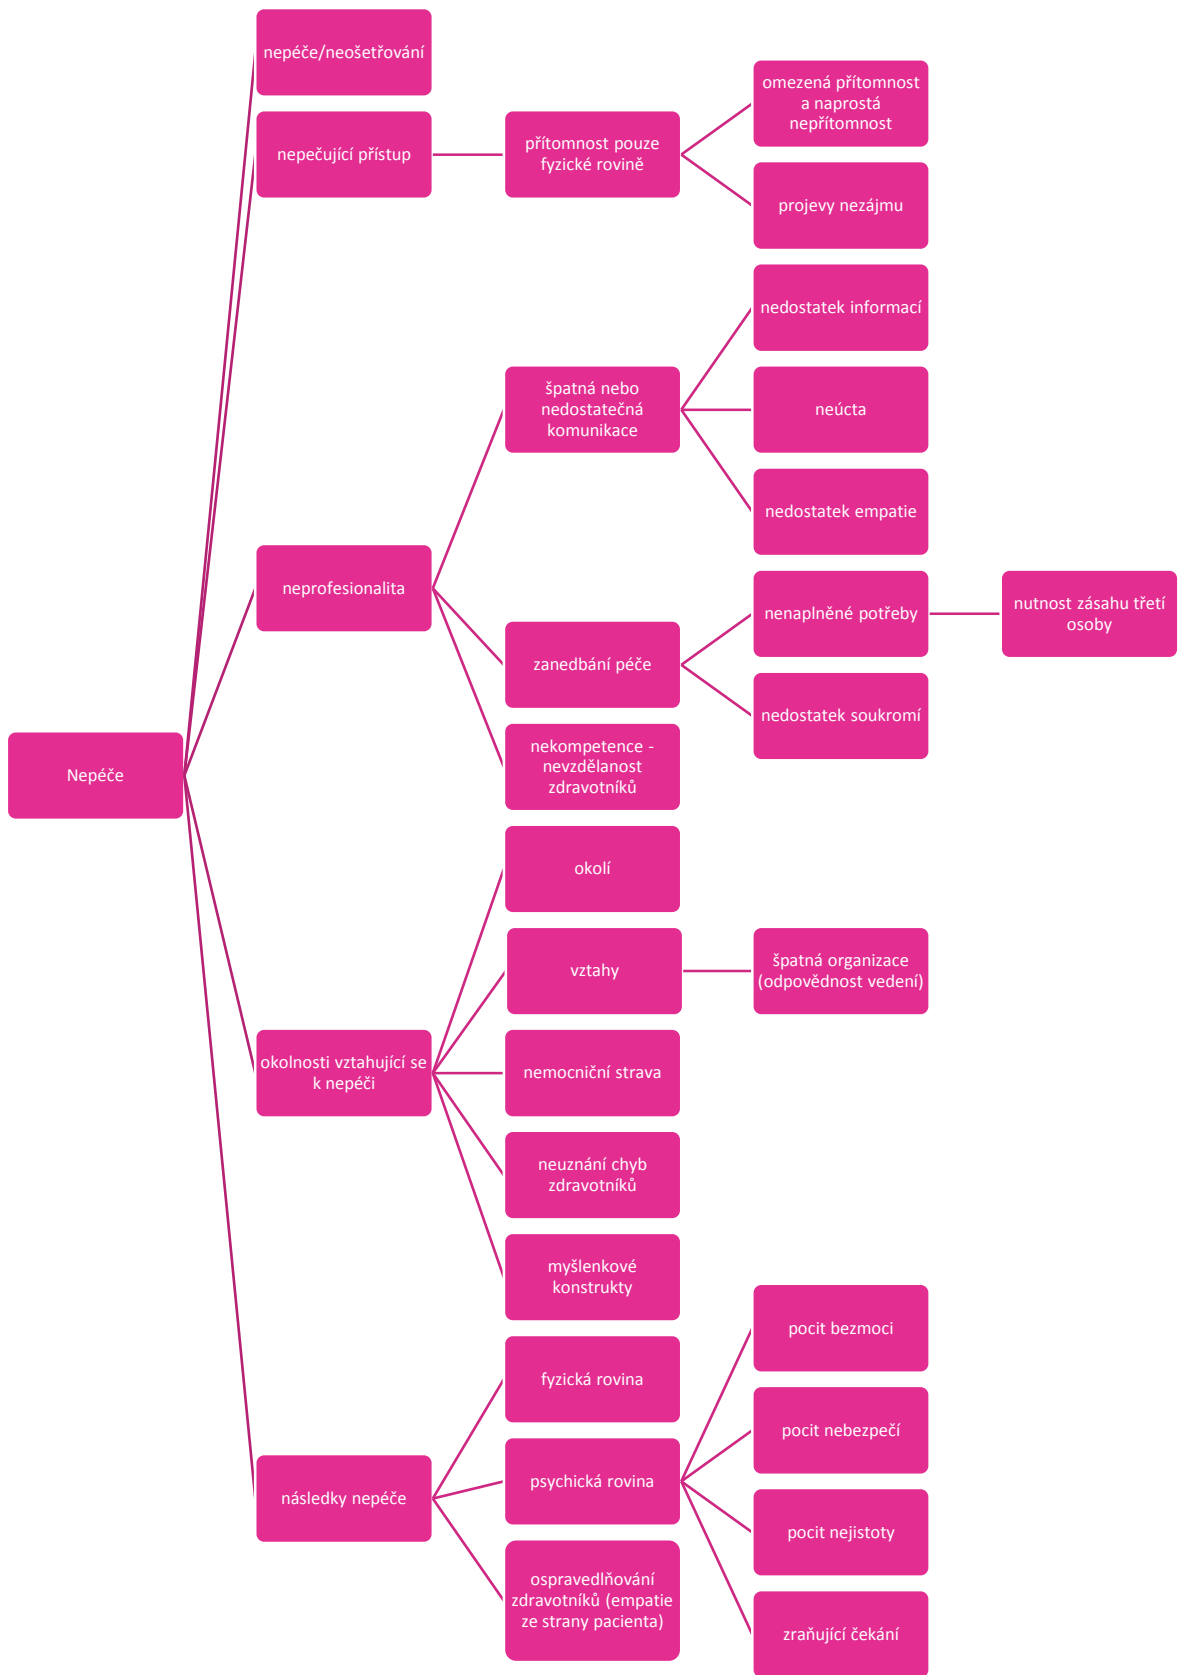 nepéče/neošetřování
nepečující přístup
přítomnost pouze
fyzické rovině
omezená přítomnost
a naprostá
nepřítomnost
projevy nezájmu
nedostatek informací
špatná nebo
nedostatečná
komunikace
neúcta
nedostatek empatie
neprofesionalita
nenaplněné potřeby
nutnost zásahu třetí
osoby
zanedbání péče
nedostatek soukromí
nekompetence -
nevzdělanost
zdravotníků
Nepéče
okolí
vztahy
špatná organizace
(odpovědnost vedení)
okolnosti vztahující se
k nepéči
nemocniční strava
neuznání chyb
zdravotníků
myšlenkové
konstrukty
pocit bezmoci
fyzická rovina
pocit nebezpečí
psychická rovina
následky nepéče
pocit nejistoty
ospravedlňování
zdravotníků (empatie
ze strany pacienta)
zraňující čekání